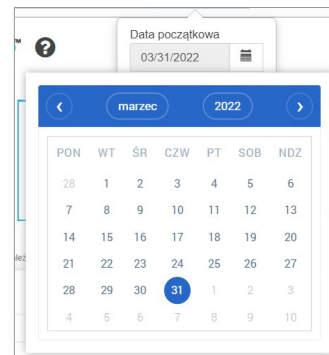 Data początkowa
03/31/2022
marzec 2022
PON WT ŚR CZW PT SOB NDZ
28 1 2 3 4 5 6
7 8 9 10 11 12 13
14 15 16 17 18 19 20
21 22 23 24 25 26 27
28 29 30 31 1 2 3
4 5 6 7 8 9 10